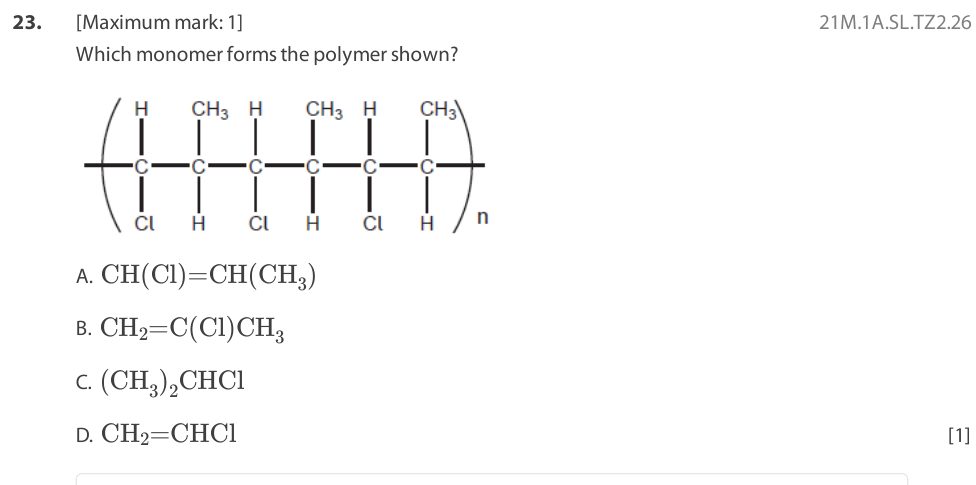 23. [Maximum mark: 1] 21M.1A.SL.TZ2.26
Which monomer forms the polymer shown?
H CH₃ H CH₃ H CH₃
C C C C C C
Cl H Cl H Cl H n
A. CH(Cl)=CH(CH₃)
B. CH₂=C(Cl)CH₃
C. (CH₃)₂CHCl
D. CH₂=CHCl [1]